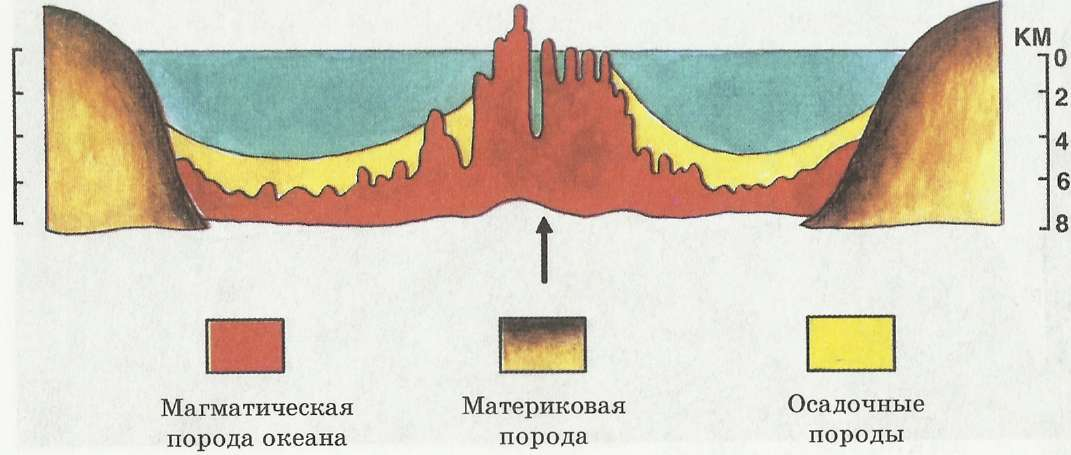 КМ
0
2
4
6
8
Магматическая
порода океана
Материковая
порода
Осадочные
породы